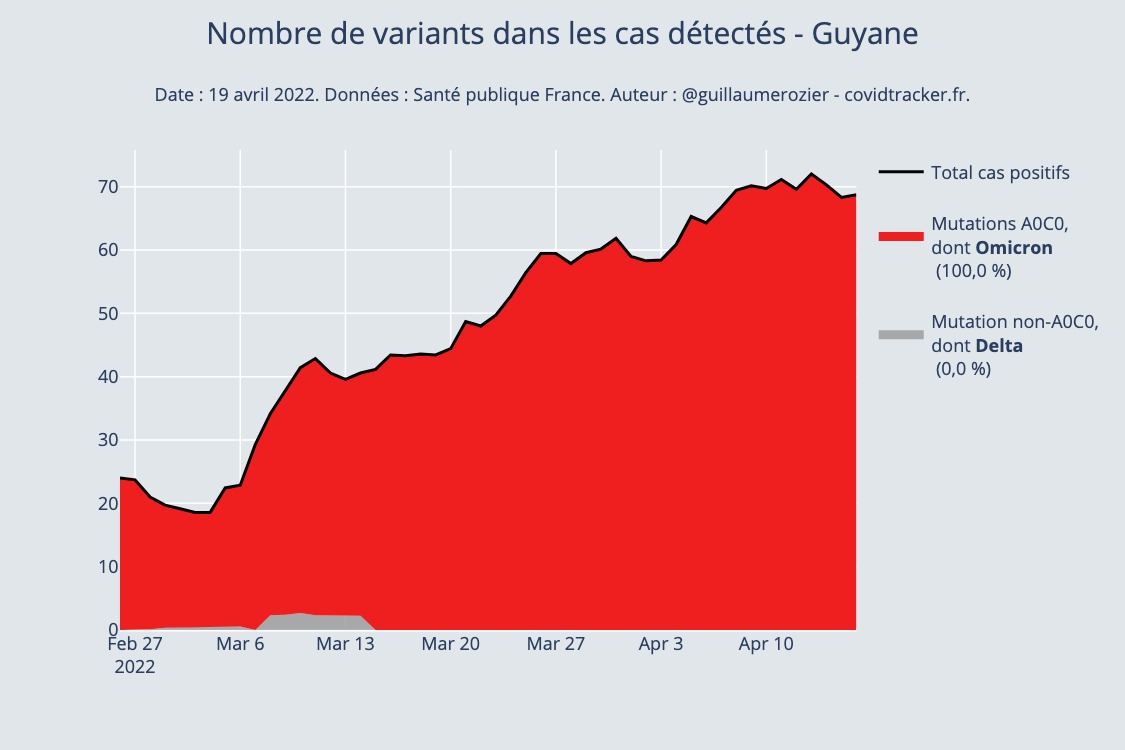 Nombre de variants dans les cas détectés - Guyane
Date : 19 avril 2022. Données : Santé publique France. Auteur : @guillaumerozier - covidtracker.fr.
70
60
50
40
30
20
10
0
Feb 27
2022
Mar 6
Mar 13
Mar 20
Mar 27
Apr 3
Apr 10
Total cas positifs
Mutations A0C0,
dont Omicron
(100,0 %)
Mutation non-A0C0,
dont Delta
(0,0 %)